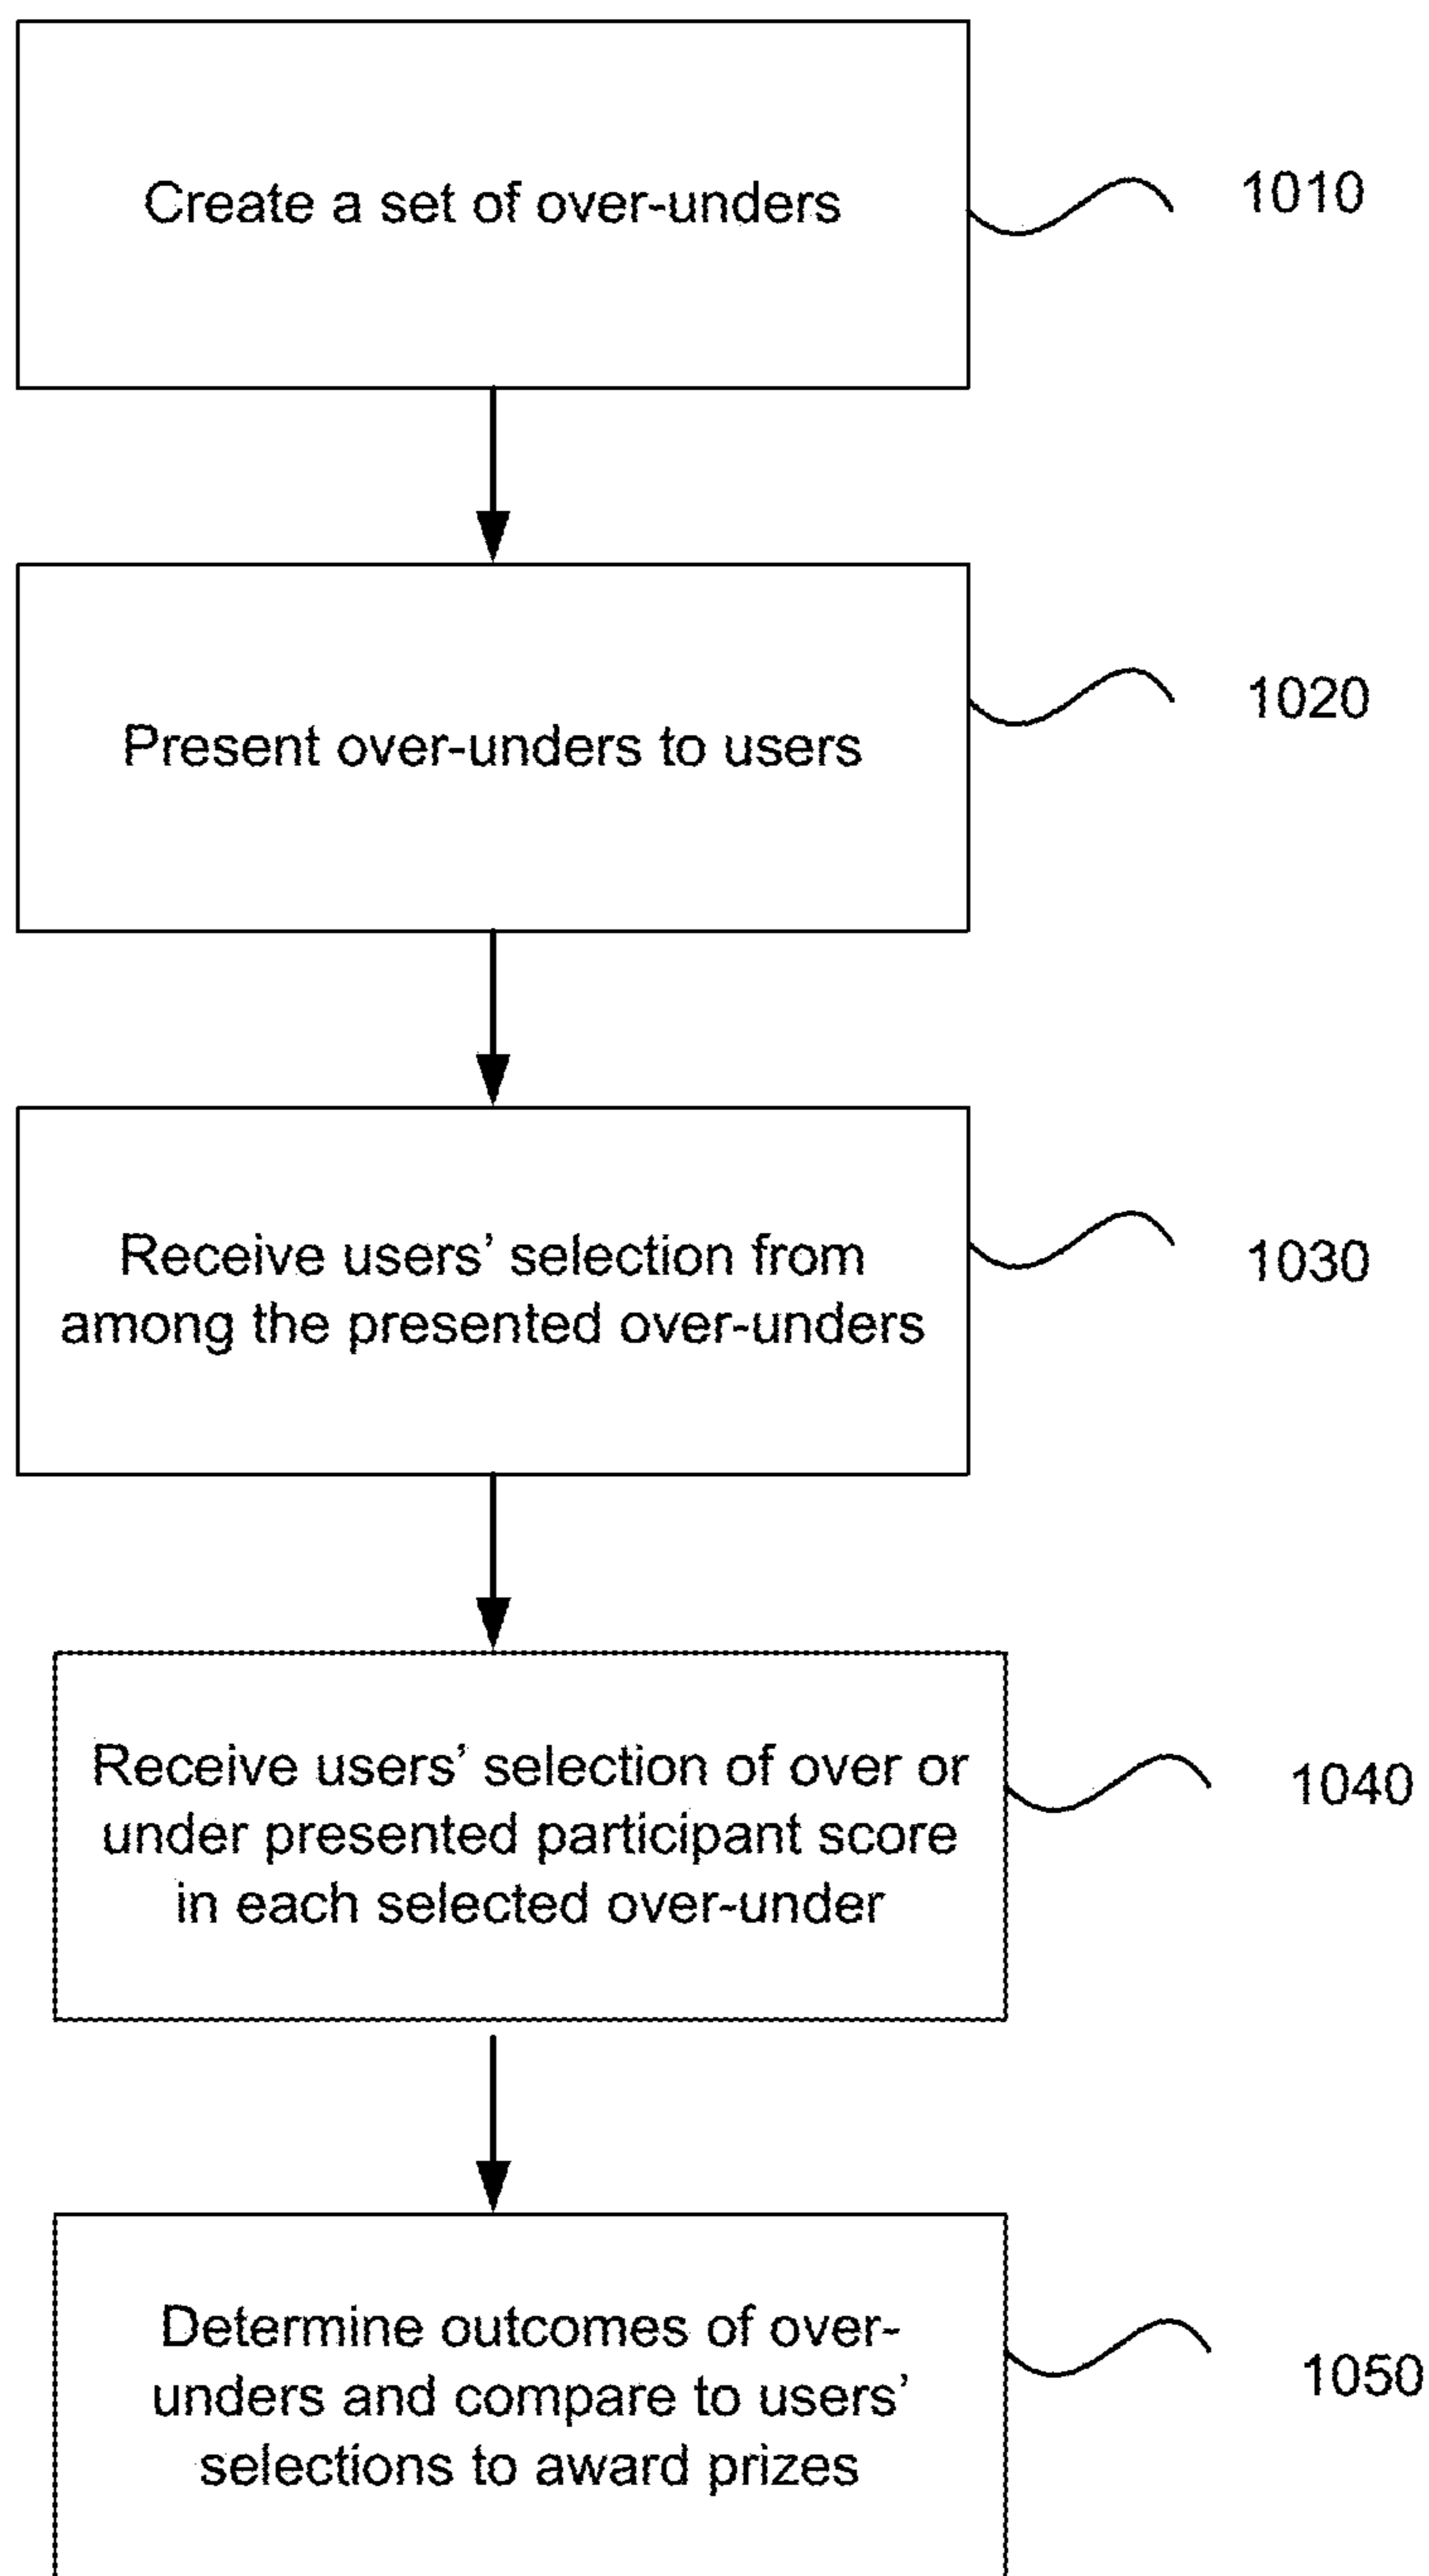 Create a set of over-unders
1010
Present over-unders to users
1020
Receive users’ selection from
among the presented over-unders
1030
Receive users’ selection of over or
under presented participant score
in each selected over-under
1040
Determine outcomes of over-
unders and compare to users’
selections to award prizes
1050